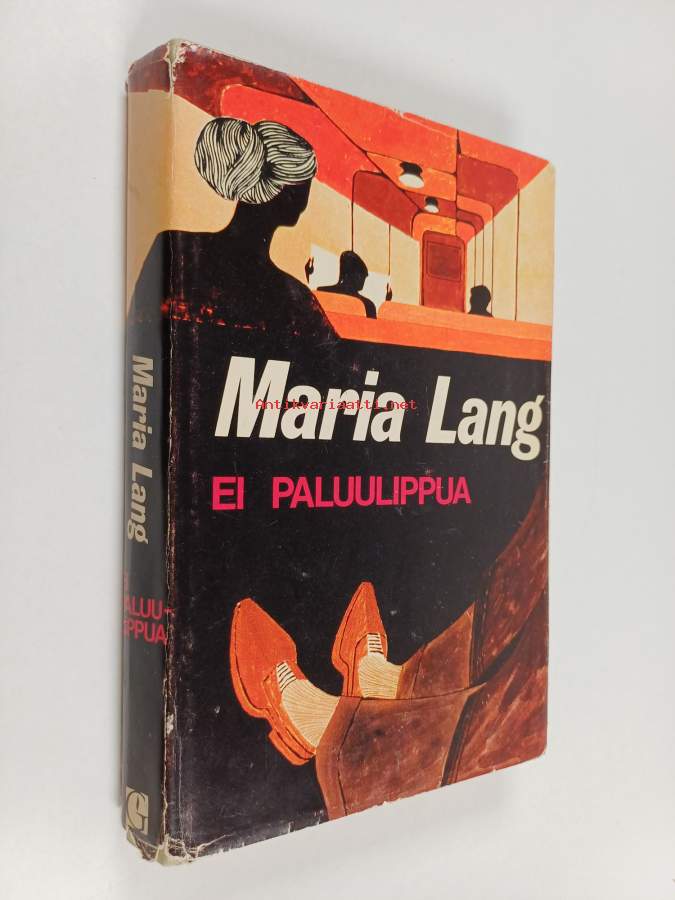 Maria Lang
Antikvariaatti.net
EI PALUULIPPUA
Maria Lang
EI
PALUU-
LIPPUA
G